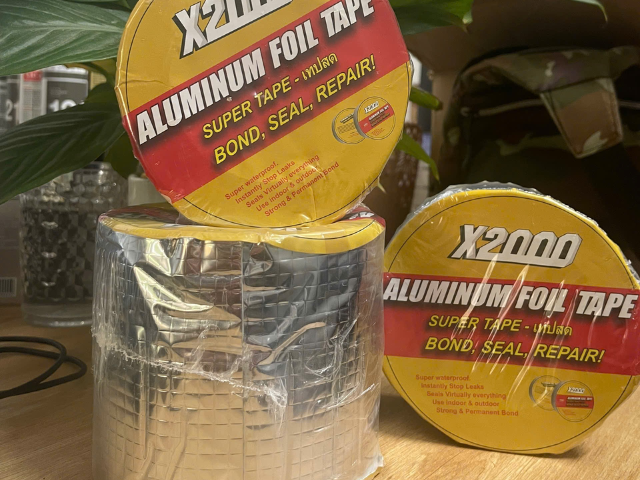 X2000
ALUMINUM FOIL TAPE
SUPER TAPE - เทปสด
BOND, SEAL, REPAIR!
Super waterproof.
Instantly Stop Leaks
Seals Virtually everything
Use Indoor & outdoor
Strong & Permanent Bond
X2000
ALUMINUM FOIL TAPE
SUPER TAPE - เทปสด
BOND, SEAL, REPAIR!
Super waterproof.
Instantly Stop Leaks
Seals Virtually everything
Use Indoor & outdoor
Strong & Permanent Bond